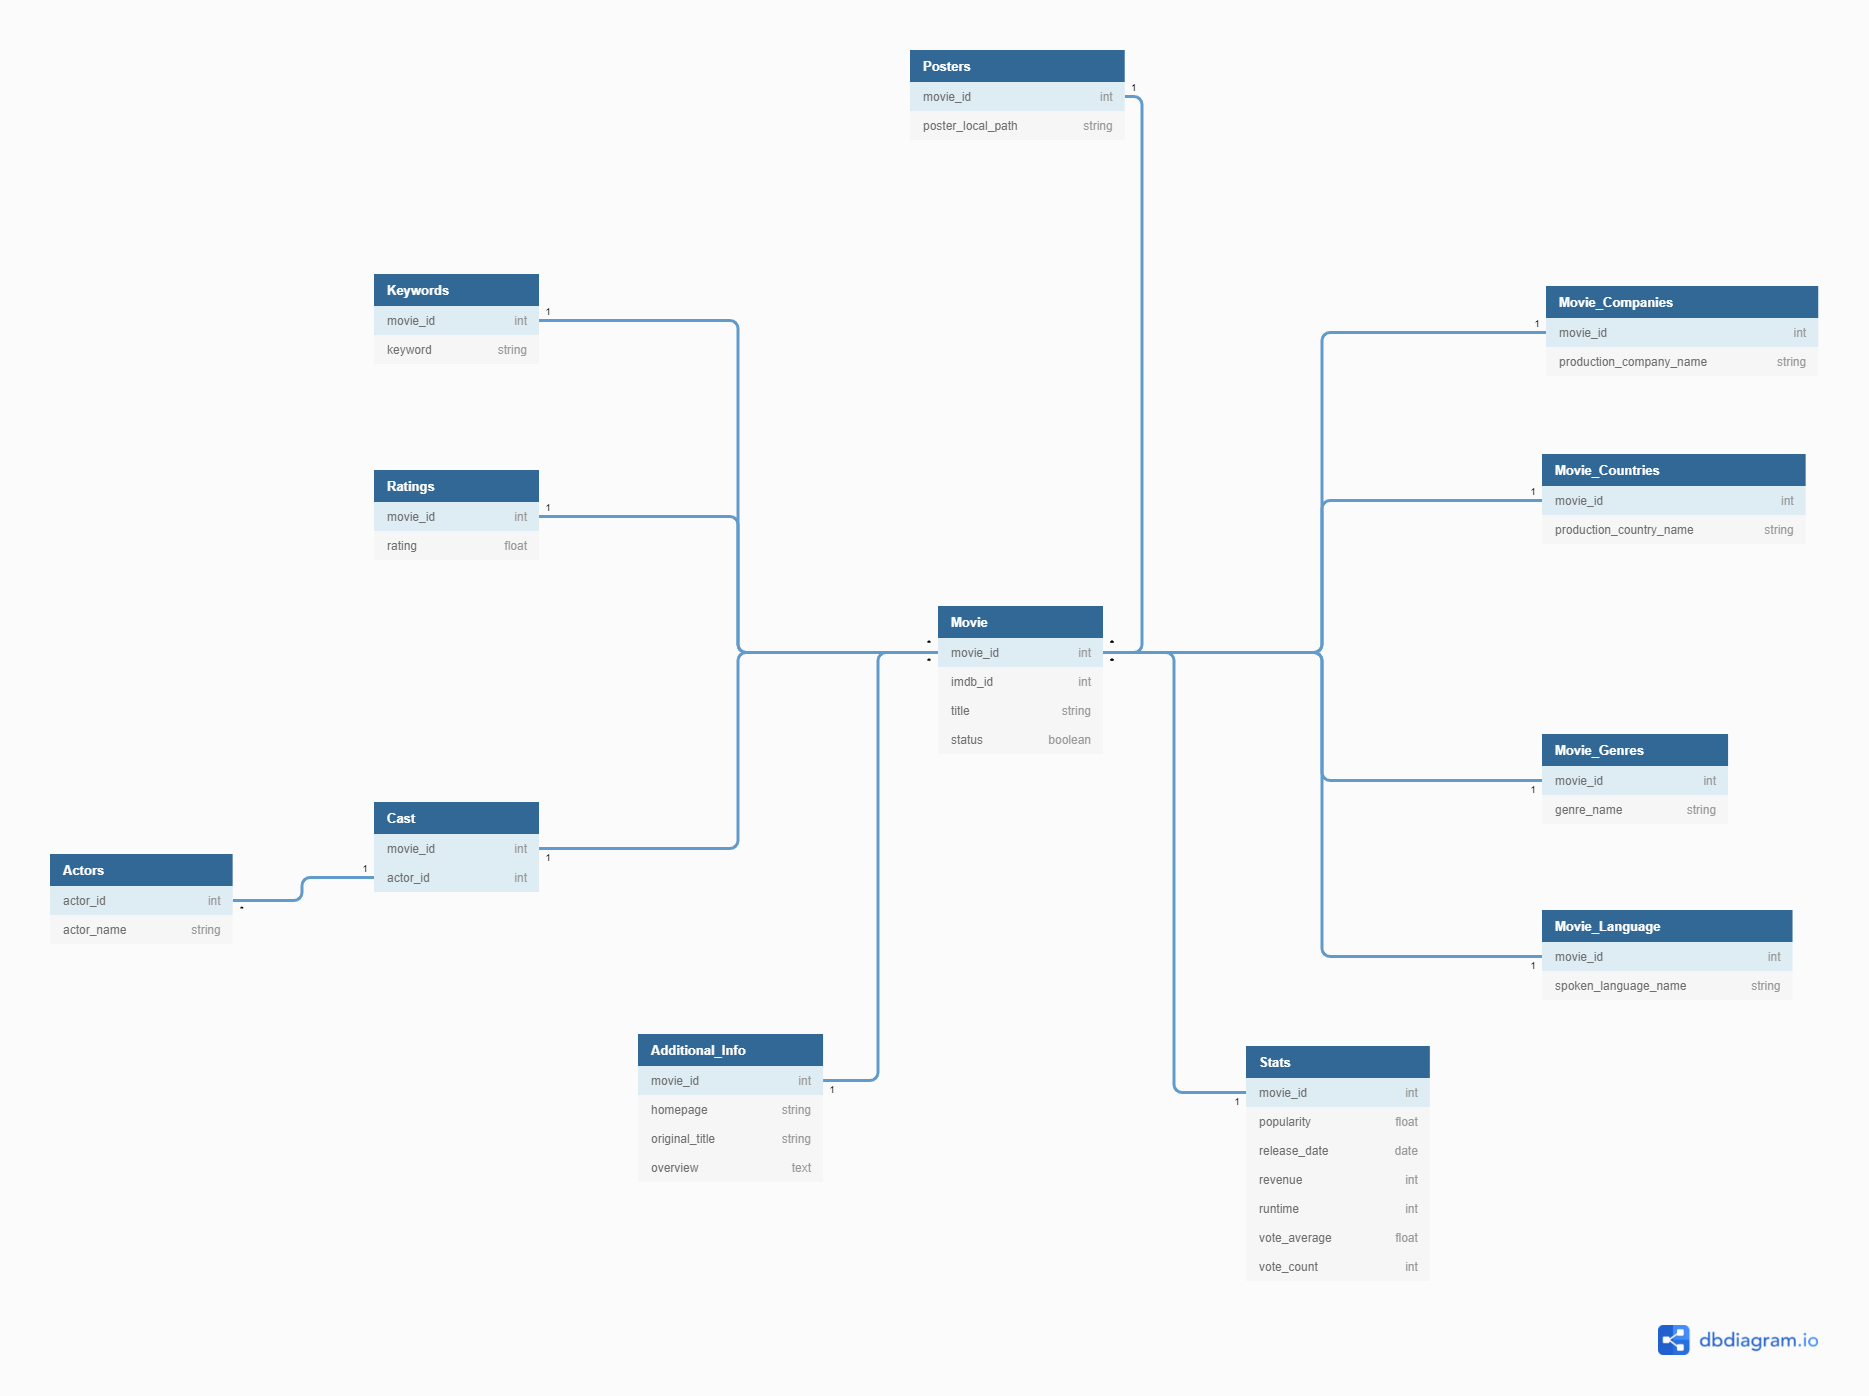 Posters
movie_id int
poster_local_path string
1
Keywords
movie_id int
keyword string
1
Movie_Companies
movie_id int
production_company_name string
1
Ratings
movie_id int
rating float
1
Movie_Countries
movie_id int
production_country_name string
1
Movie
movie_id int
imdb_id int
title string
status boolean
*
*
*
*
Movie_Genres
movie_id int
genre_name string
1
Cast
movie_id int
actor_id int
1
1
Actors
actor_id int
actor_name string
*
Movie_Language
movie_id int
spoken_language_name string
1
Additional_Info
movie_id int
homepage string
original_title string
overview text
1
Stats
movie_id int
popularity float
release_date date
revenue int
runtime int
vote_average float
vote_count int
1
dbdiagram.io